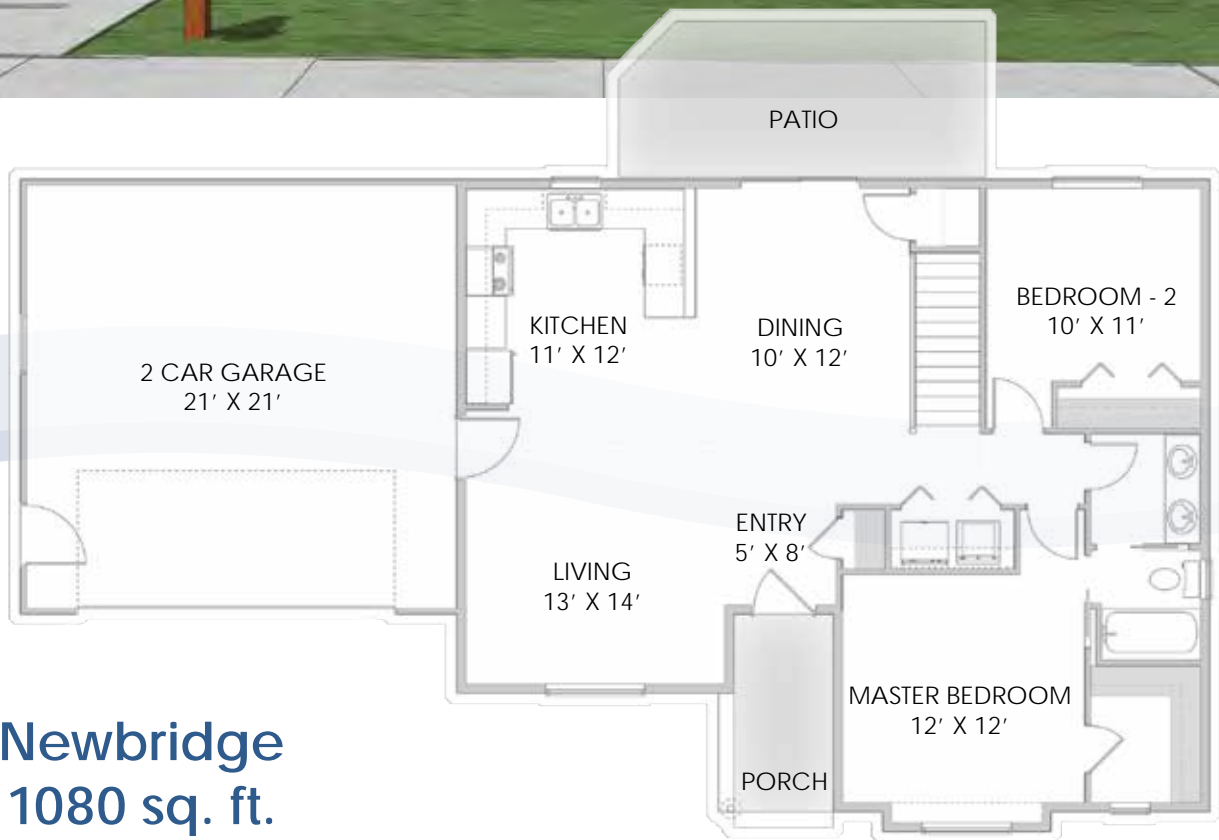 PATIO
KITCHEN
11' X 12'
DINING
10' X 12'
BEDROOM - 2
10' X 11'
2 CAR GARAGE
21' X 21'
ENTRY
5' X 8'
LIVING
13' X 14'
MASTER BEDROOM
12' X 12'
PORCH
Newbridge
1080 sq. ft.